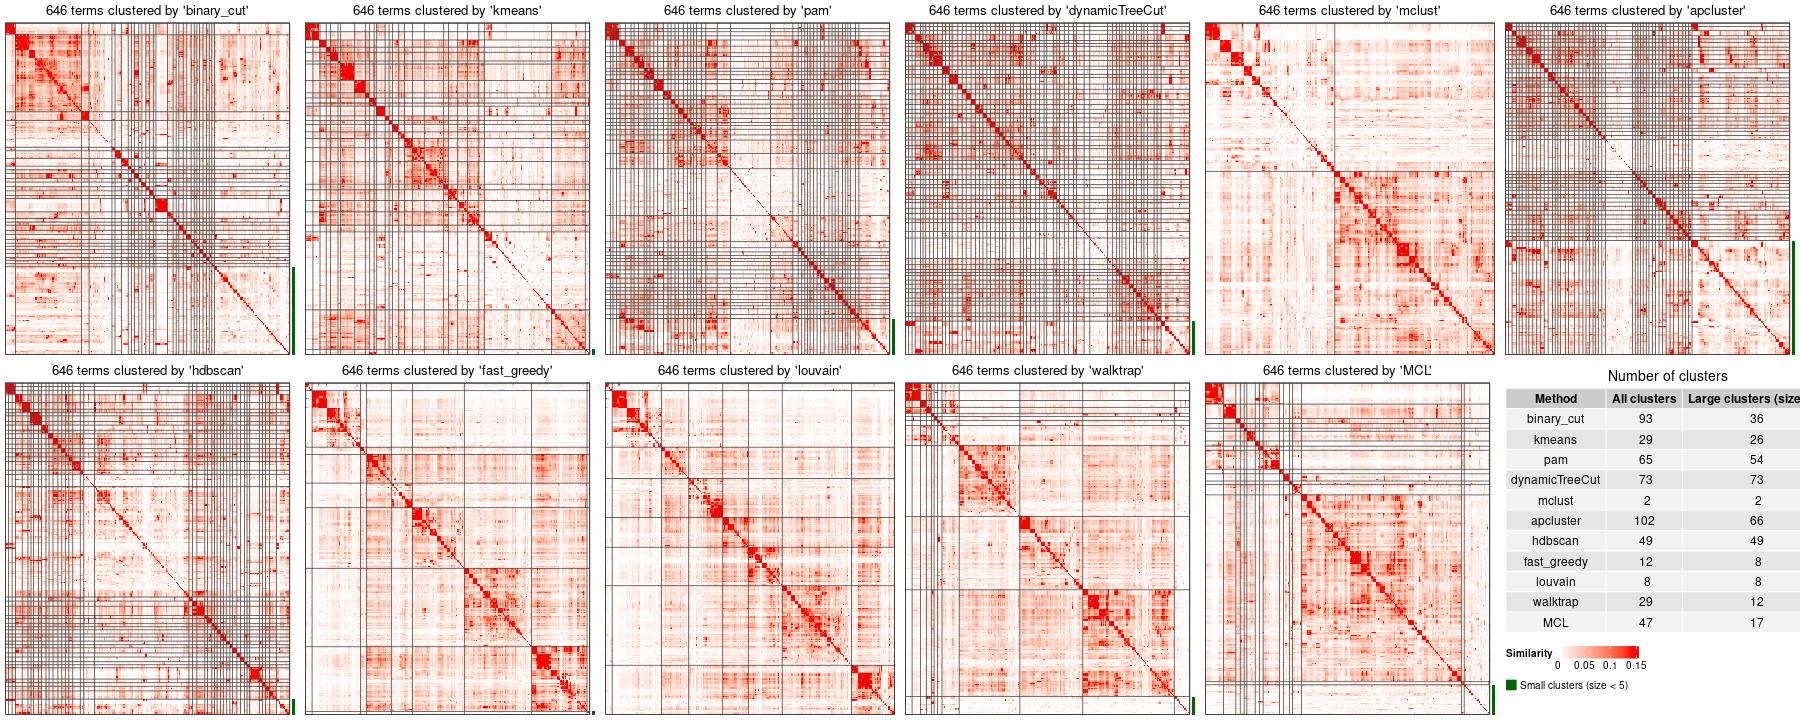 646 terms clustered by 'binary_cut'
646 terms clustered by 'kmeans'
646 terms clustered by 'pam'
646 terms clustered by 'dynamicTreeCut'
646 terms clustered by 'mclust'
646 terms clustered by 'apcluster'
646 terms clustered by 'hdbscan'
646 terms clustered by 'fast_greedy'
646 terms clustered by 'louvain'
646 terms clustered by 'walktrap'
646 terms clustered by 'MCL'
Number of clusters
Method All clusters Large clusters (size
binary_cut 93 36
kmeans 29 26
pam 65 54
dynamicTreeCut 73 73
mclust 2 2
apcluster 102 66
hdbscan 49 49
fast_greedy 12 8
louvain 8 8
walktrap 29 12
MCL 47 17
Similarity
0 0.05 0.1 0.15
Small clusters (size < 5)